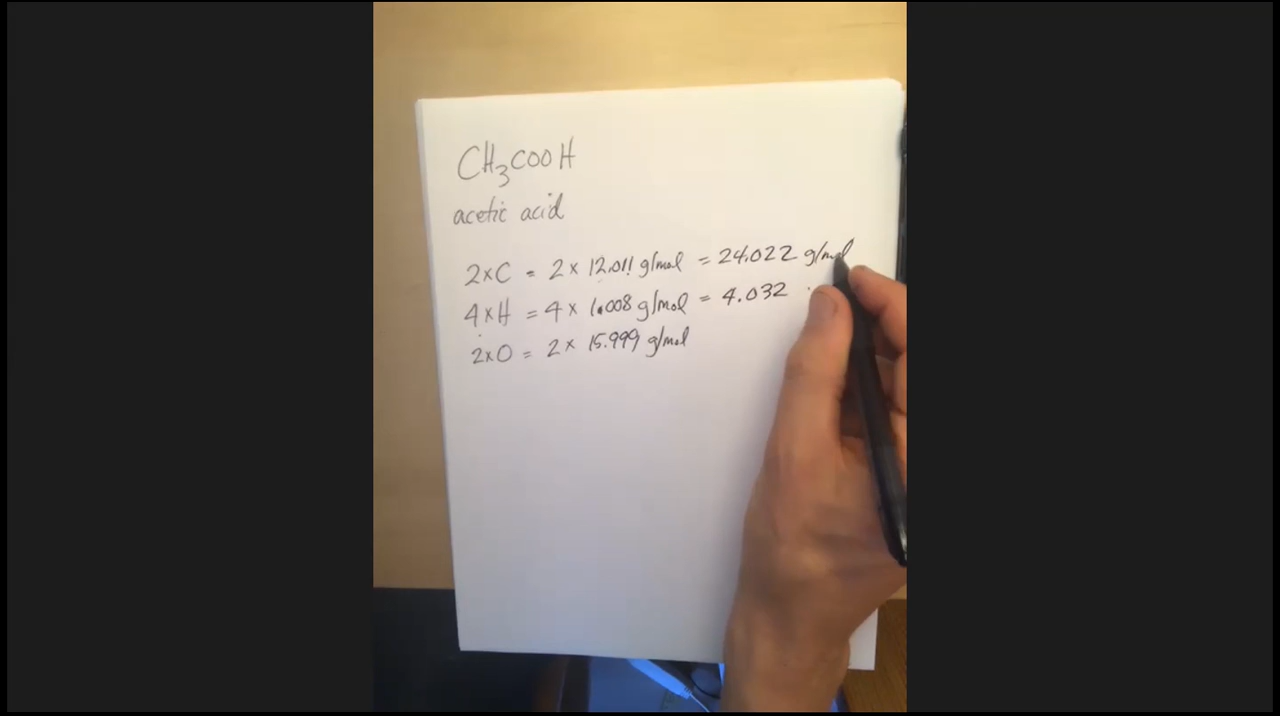 CH₃COOH
acetic acid
2×C = 2 × 12.011 g/mol = 24.022 g/mol
4×H = 4 × 1.008 g/mol = 4.032
2×O = 2 × 15.999 g/mol